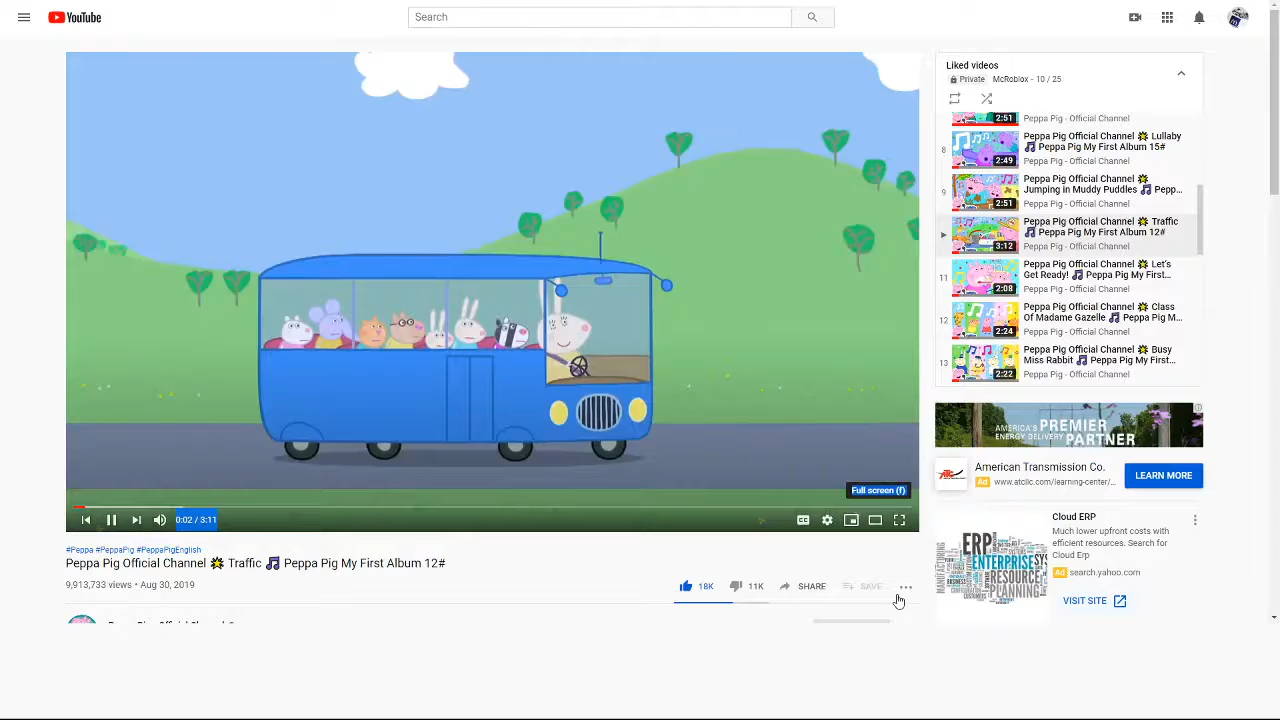 YouTube
Search
Full screen (f)
0:02 / 3:11
#Peppa #PeppaPig #PeppaPigEnglish
Peppa Pig Official Channel 💥 Traffic 🎵 Peppa Pig My First Album 12#
9,913,733 views • Aug 30, 2019
18K
11K
SHARE
SAVE
Liked videos
Private
McRoblox - 10 / 25
2:51
Peppa Pig - Official Channel
8
2:49
Peppa Pig Official Channel 💥 Lullaby
🎵 Peppa Pig My First Album 15#
Peppa Pig - Official Channel
9
2:51
Peppa Pig Official Channel 💥
Jumping in Muddy Puddles 🎵 Pepp...
Peppa Pig - Official Channel
3:12
Peppa Pig Official Channel 💥 Traffic
🎵 Peppa Pig My First Album 12#
Peppa Pig - Official Channel
11
2:08
Peppa Pig Official Channel 💥 Let's
Get Ready! 🎵 Peppa Pig My First...
Peppa Pig - Official Channel
12
2:24
Peppa Pig Official Channel 💥 Class
Of Madame Gazelle 🎵 Peppa Pig M...
Peppa Pig - Official Channel
13
2:22
Peppa Pig Official Channel 💥 Busy
Miss Rabbit 🎵 Peppa Pig My First...
Peppa Pig - Official Channel
AMERICA'S PREMIER
ENERGY DELIVERY PARTNER
American Transmission Co.
Ad www.atcllc.com/learning-center/...
LEARN MORE
Cloud ERP
Much lower upfront costs with
efficient resources. Search for
Cloud Erp
Ad search.yahoo.com
VISIT SITE
ERP
ENTERPRISE
RESOURCE
PLANNING
MANUFACTURING